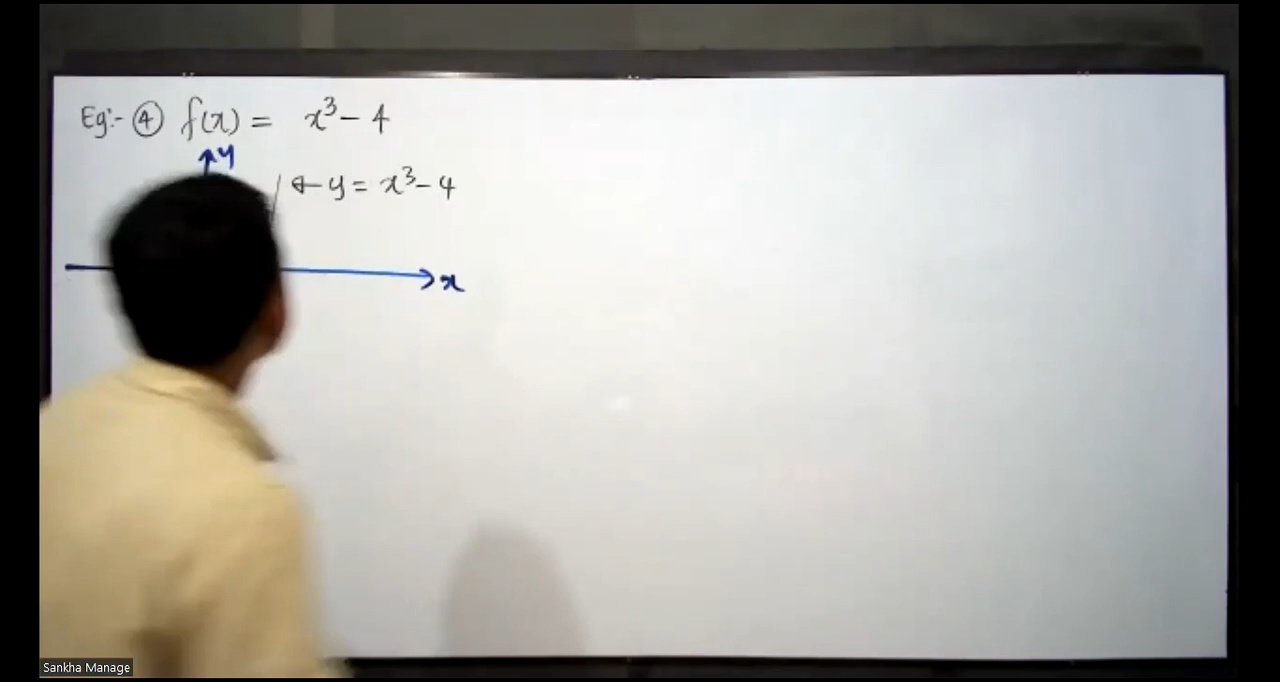 Eg:- ④ f(x) = x³ - 4
y
← y = x³ - 4
x
Sankha Manage